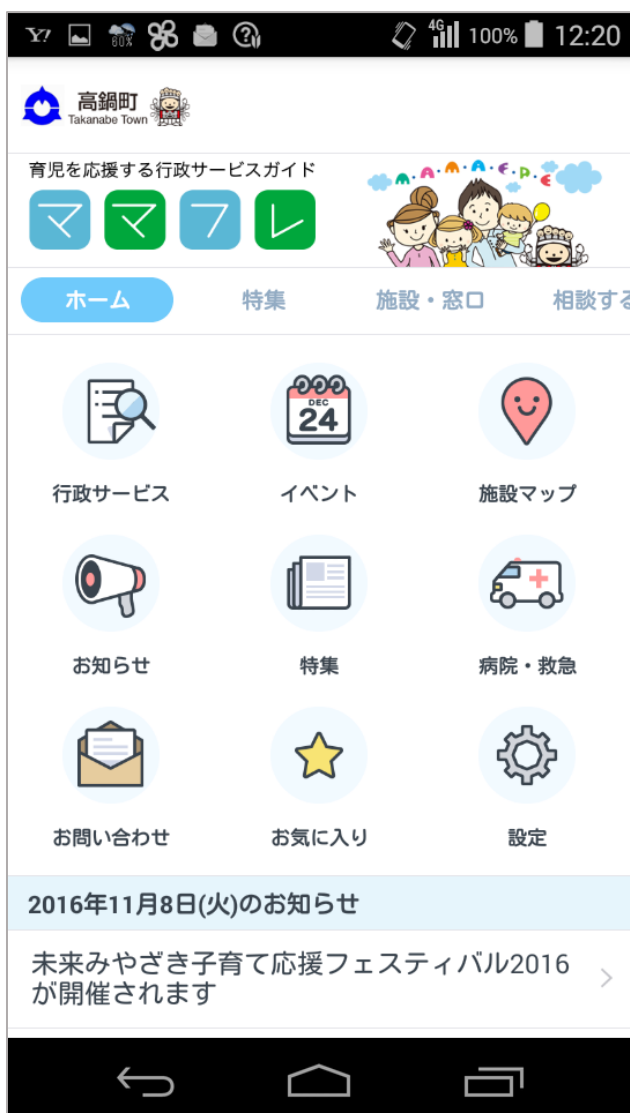 Y! 60% 4G 100% 12:20
高鍋町
Takanabe Town
育児を応援する行政サービスガイド
ママフレ
M・A・M・A・F・R・E
ホーム 特集 施設・窓口 相談する
DEC
24
行政サービス イベント 施設マップ
お知らせ 特集 病院・救急
お問い合わせ お気に入り 設定
2016年11月8日(火)のお知らせ
未来みやざき子育て応援フェスティバル2016
が開催されます